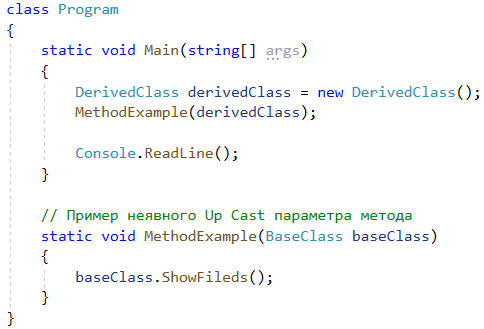 class Program
{
static void Main(string[] args)
{
DerivedClass derivedClass = new DerivedClass();
MethodExample(derivedClass);
Console.ReadLine();
}
// Пример неявного Up Cast параметра метода
static void MethodExample(BaseClass baseClass)
{
baseClass.ShowFileds();
}
}